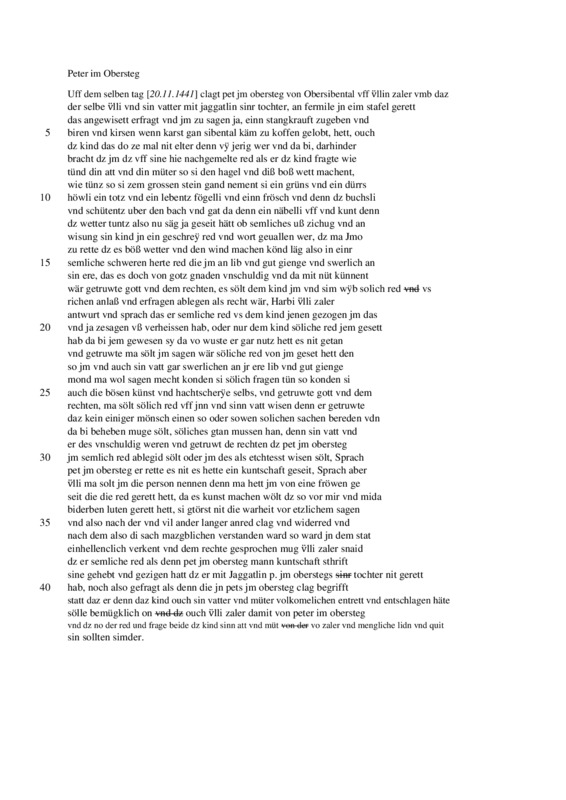 Peter im Obersteg
Uff dem selben tag [20.11.1441] clagt pet jm obersteg von Obersibental vff v̈llin zaler vmb daz
der selbe v̈lli vnd sin vatter mit jaggatlin sinr tochter, an fermile jn eim stafel gerett
das angewisett erfragt vnd jm zu sagen ja, einn stangkrauft zugeben vnd
5 biren vnd kirsen wenn karst gan sibental käm zu koffen gelobt, hett, ouch
dz kind das do ze mal nit elter denn vÿ jerig wer vnd da bi, darhinder
bracht dz jm dz vff sine hie nachgemelte red als er dz kind fragte wie
tünd din att vnd din müter so si den hagel vnd diß boß wett machent,
wie tünz so si zem grossen stein gand nement si ein grüns vnd ein dürrs
10 höwli ein totz vnd ein lebentz fögelli vnd einn frösch vnd denn dz buchsli
vnd schütentz uber den bach vnd gat da denn ein näbelli vff vnd kunt denn
dz wetter tuntz also nu säg ja geseit hätt ob semliches uß zichug vnd an
wisung sin kind jn ein geschreÿ red vnd wort geuallen wer, dz ma Jmo
zu rette dz es böß wetter vnd den wind machen könd läg also in einr
15 semliche schweren herte red die jm an lib vnd gut gienge vnd swerlich an
sin ere, das es doch von gotz gnaden vnschuldig vnd da mit nüt künnent
wär getruwte gott vnd dem rechten, es sölt dem kind jm vnd sim wÿb solich red vnd vs
richen anlaß vnd erfragen ablegen als recht wär, Harbi v̈lli zaler
antwurt vnd sprach das er semliche red vs dem kind jenen gezogen jm das
20 vnd ja zesagen vß verheissen hab, oder nur dem kind söliche red jem gesett
hab da bi jem gewesen sy da vo wuste er gar nutz hett es nit getan
vnd getruwte ma sölt jm sagen wär söliche red von jm geset hett den
so jm vnd auch sin vatt gar swerlichen an jr ere lib vnd gut gienge
mond ma wol sagen mecht konden si sölich fragen tün so konden si
25 auch die bösen künst vnd hachtscherÿe selbs, vnd getruwte gott vnd dem
rechten, ma sölt sölich red vff jnn vnd sinn vatt wisen denn er getruwte
daz kein einiger mönsch einen so oder sowen solichen sachen bereden vdn
da bi beheben muge sölt, söliches gtan mussen han, denn sin vatt vnd
er des vnschuldig weren vnd getruwt de rechten dz pet jm obersteg
30 jm semlich red ablegid sölt oder jm des als etchtesst wisen sölt, Sprach
pet jm obersteg er rette es nit es hette ein kuntschaft geseit, Sprach aber
v̈lli ma solt jm die person nennen denn ma hett jm von eine fröwen ge
seit die die red gerett hett, da es kunst machen wölt dz so vor mir vnd mida
biderben luten gerett hett, si gtörst nit die warheit vor etzlichem sagen
35 vnd also nach der vnd vil ander langer anred clag vnd widerred vnd
nach dem also di sach mazgblichen verstanden ward so ward jn dem stat
einhellenclich verkent vnd dem rechte gesprochen mug v̈lli zaler snaid
dz er semliche red als denn pet jm obersteg mann kuntschaft sthrift
sine gehebt vnd gezigen hatt dz er mit Jaggatlin p. jm oberstegs sinr tochter nit gerett
40 hab, noch also gefragt als denn die jn pets jm obersteg clag begrifft
statt daz er denn daz kind ouch sin vatter vnd müter volkomelichen entrett vnd entschlagen häte
sölle bemügklich on vnd dz ouch v̈lli zaler damit von peter im obersteg
vnd dz no der red und frage beide dz kind sinn att vnd müt von der vo zaler vnd mengliche lidn vnd quit
sin sollten simder.